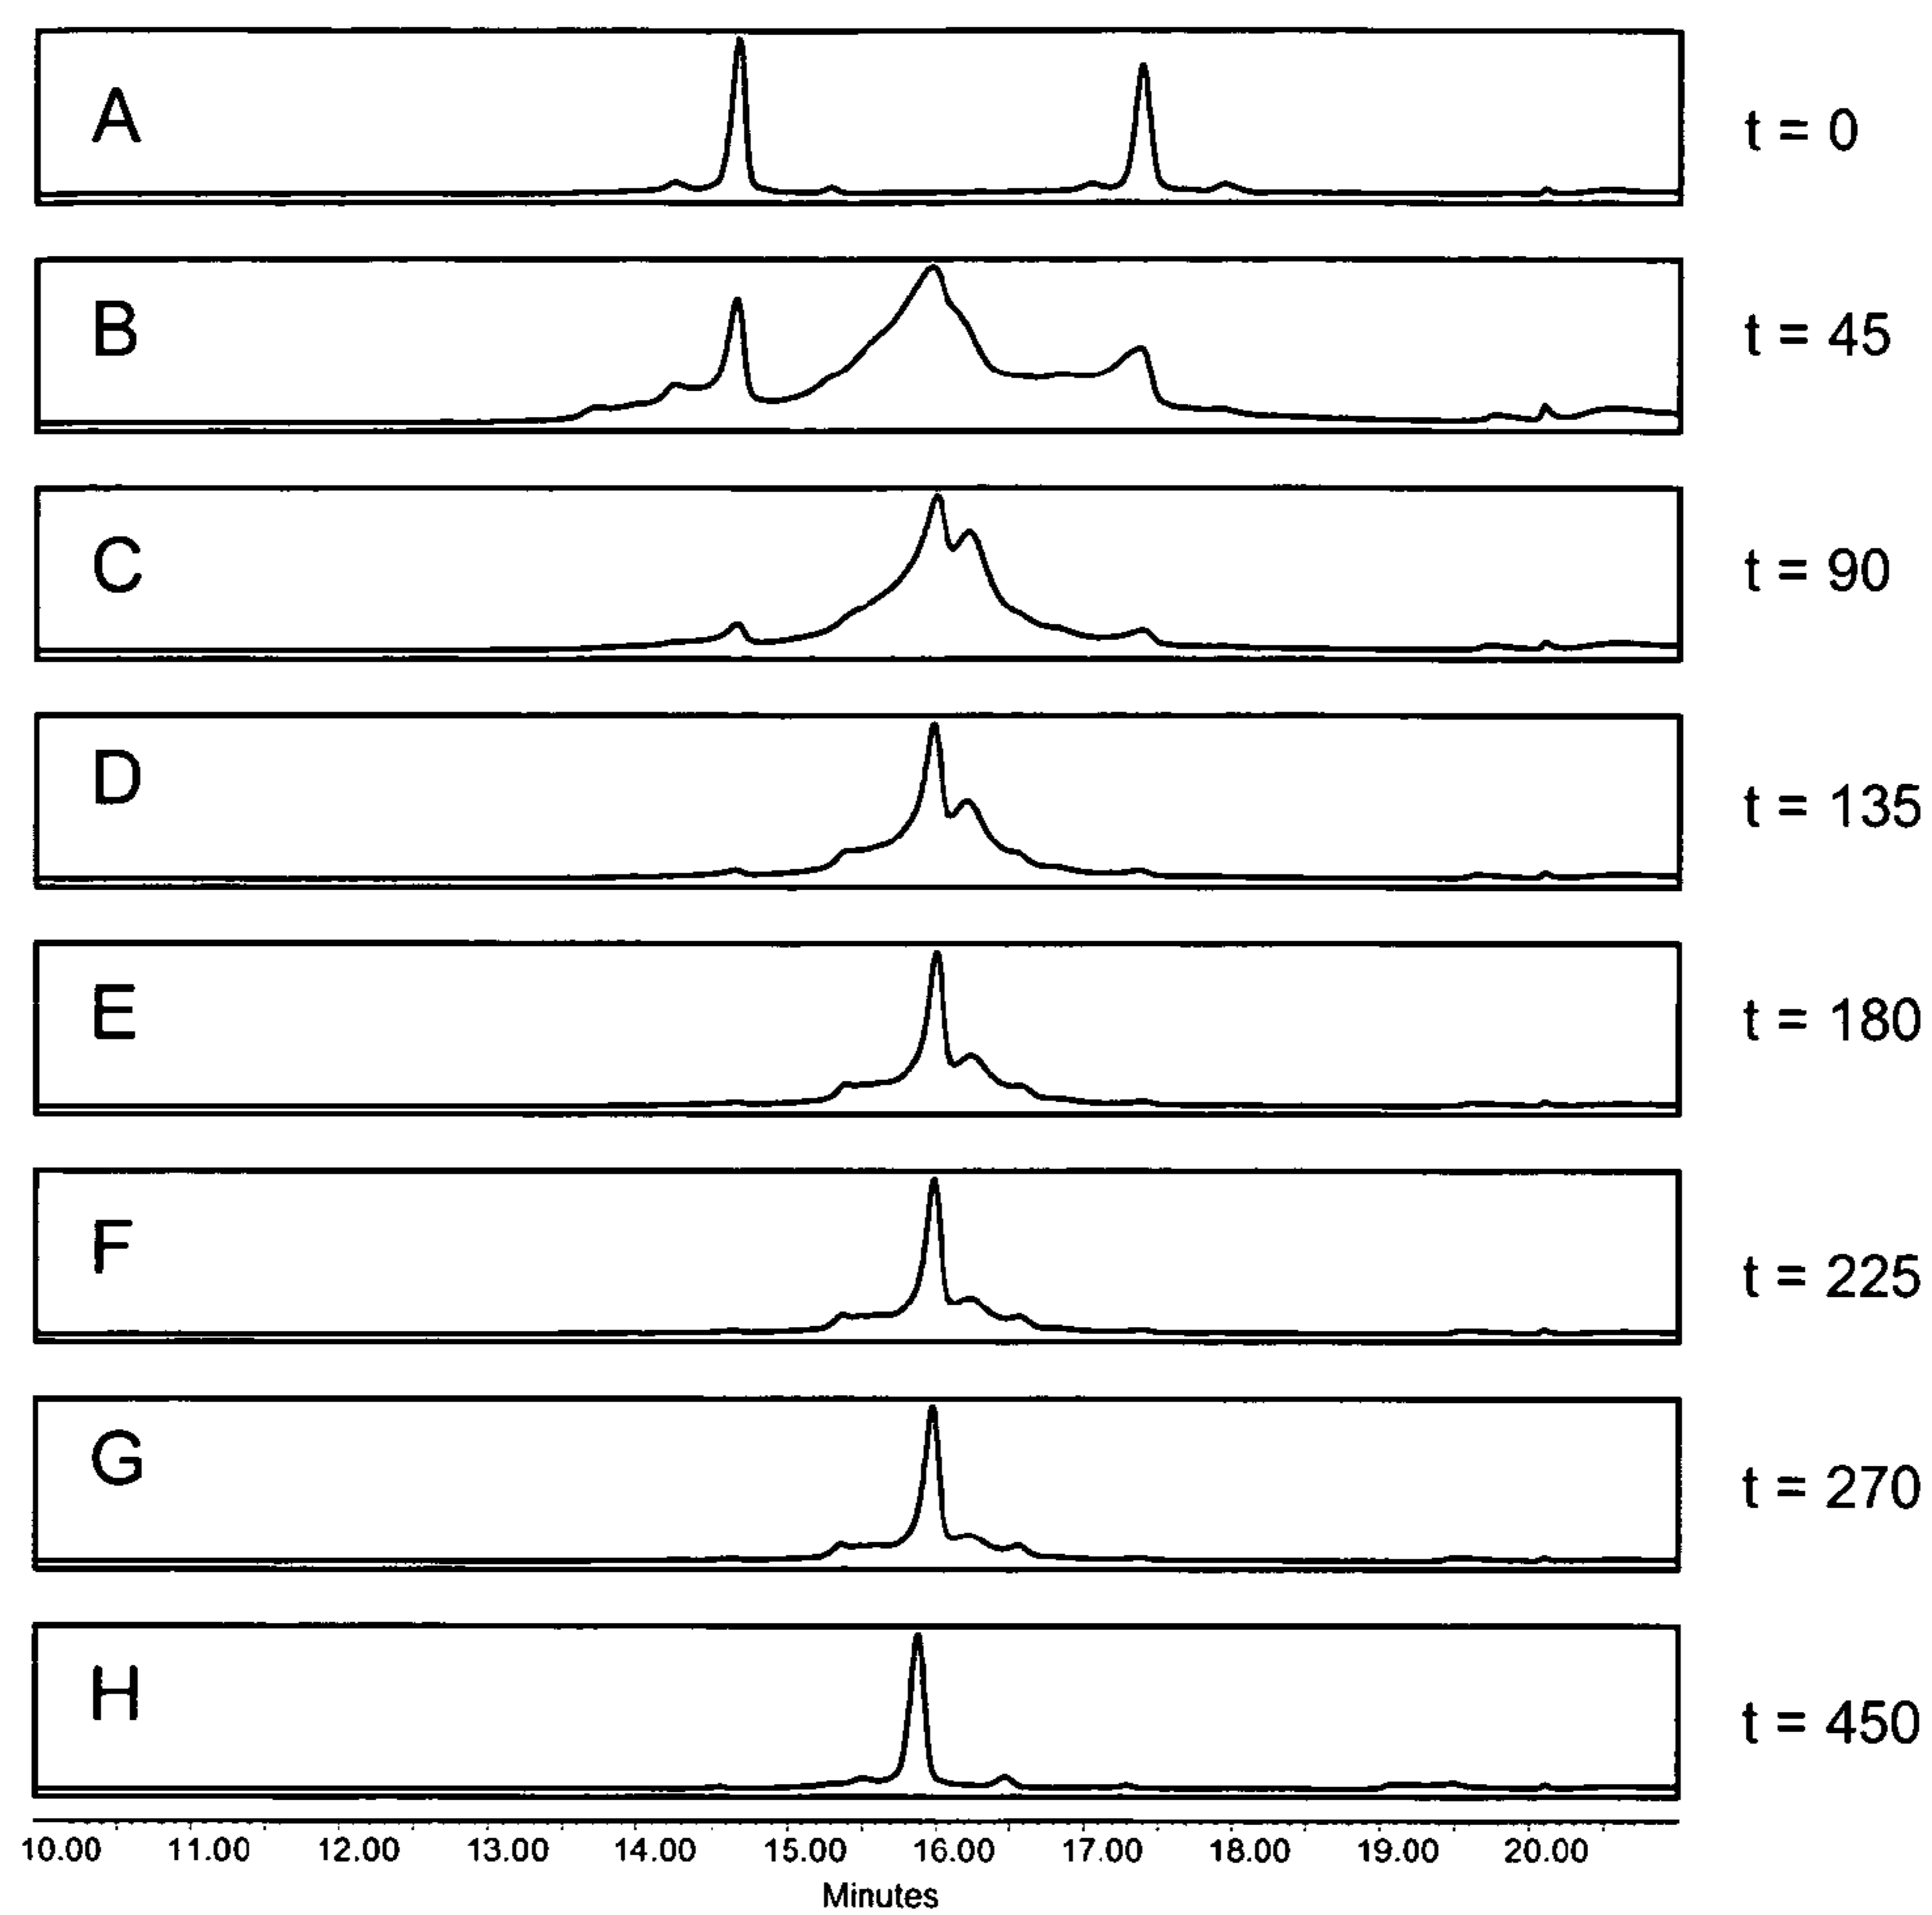 A t = 0
B t = 45
C t = 90
D t = 135
E t = 180
F t = 225
G t = 270
H t = 450
10.00 11.00 12.00 13.00 14.00 15.00 16.00 17.00 18.00 19.00 20.00
Minutes